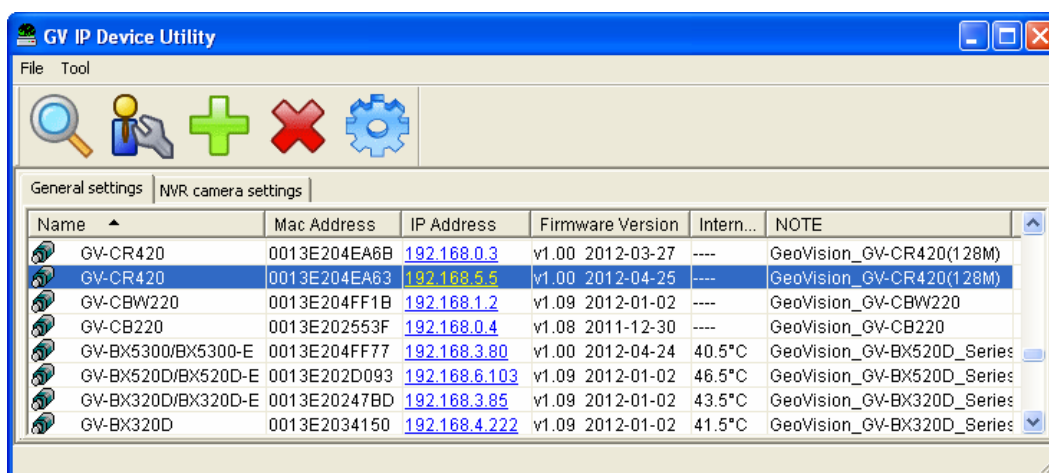 GV IP Device Utility
File Tool
General settings NVR camera settings
Name Mac Address IP Address Firmware Version Intern... NOTE
GV-CR420 0013E204EA6B 192.168.0.3 v1.00 2012-03-27 ---- GeoVision_GV-CR420(128M)
GV-CR420 0013E204EA63 192.168.5.5 v1.00 2012-04-25 ---- GeoVision_GV-CR420(128M)
GV-CBW220 0013E204FF1B 192.168.1.2 v1.09 2012-01-02 ---- GeoVision_GV-CBW220
GV-CB220 0013E202553F 192.168.0.4 v1.08 2011-12-30 ---- GeoVision_GV-CB220
GV-BX5300/BX5300-E 0013E204FF77 192.168.3.80 v1.00 2012-04-24 40.5°C GeoVision_GV-BX520D_Series
GV-BX520D/BX520D-E 0013E202D093 192.168.6.103 v1.09 2012-01-02 46.5°C GeoVision_GV-BX520D_Series
GV-BX320D/BX320D-E 0013E20247BD 192.168.3.85 v1.09 2012-01-02 43.5°C GeoVision_GV-BX320D_Series
GV-BX320D 0013E2034150 192.168.4.222 v1.09 2012-01-02 41.5°C GeoVision_GV-BX320D_Series